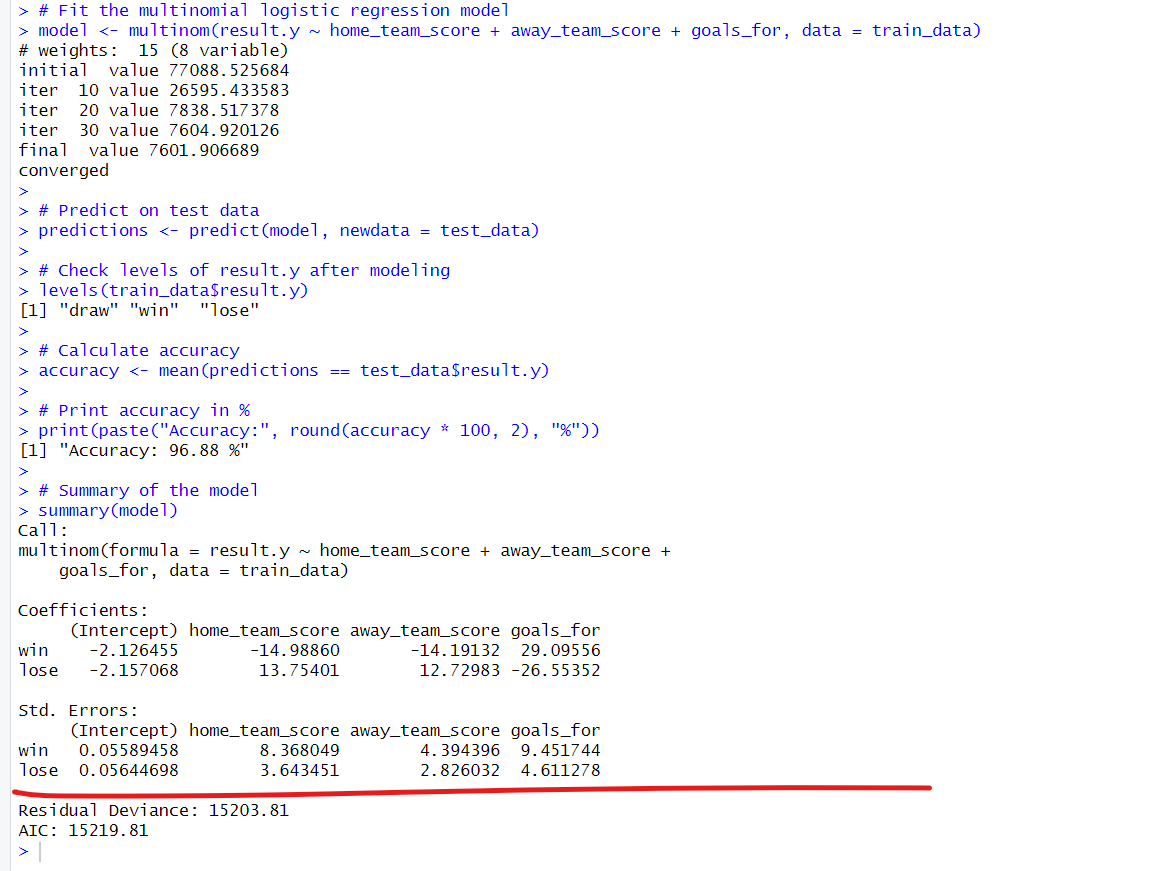 > # Fit the multinomial logistic regression model
> model <- multinom(result.y ~ home_team_score + away_team_score + goals_for, data = train_data)
# weights:  15 (8 variable)
initial  value 77088.525684
iter  10 value 26595.433583
iter  20 value 7838.517378
iter  30 value 7604.920126
final  value 7601.906689
converged
>
> # Predict on test data
> predictions <- predict(model, newdata = test_data)
>
> # Check levels of result.y after modeling
> levels(train_data$result.y)
[1] "draw" "win"  "lose"
>
> # Calculate accuracy
> accuracy <- mean(predictions == test_data$result.y)
>
> # Print accuracy in %
> print(paste("Accuracy:", round(accuracy * 100, 2), "%"))
[1] "Accuracy: 96.88 %"
>
> # Summary of the model
> summary(model)
Call:
multinom(formula = result.y ~ home_team_score + away_team_score +
    goals_for, data = train_data)

Coefficients:
     (Intercept) home_team_score away_team_score goals_for
win    -2.126455       -14.98860       -14.19132  29.09556
lose   -2.157068        13.75401        12.72983 -26.55352

Std. Errors:
     (Intercept) home_team_score away_team_score goals_for
win   0.05589458        8.368049        4.394396  9.451744
lose  0.05644698        3.643451        2.826032  4.611278

Residual Deviance: 15203.81
AIC: 15219.81
>